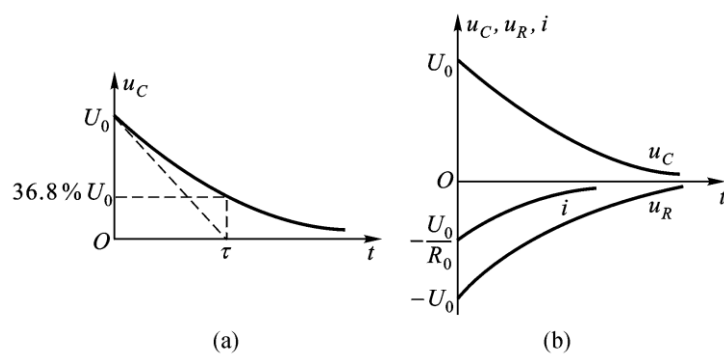 u_C
U_0
36.8% U_0
O
τ
t
(a)
u_C, u_R, i
U_0
u_C
O
t
i
u_R
-U_0/R_0
-U_0
(b)